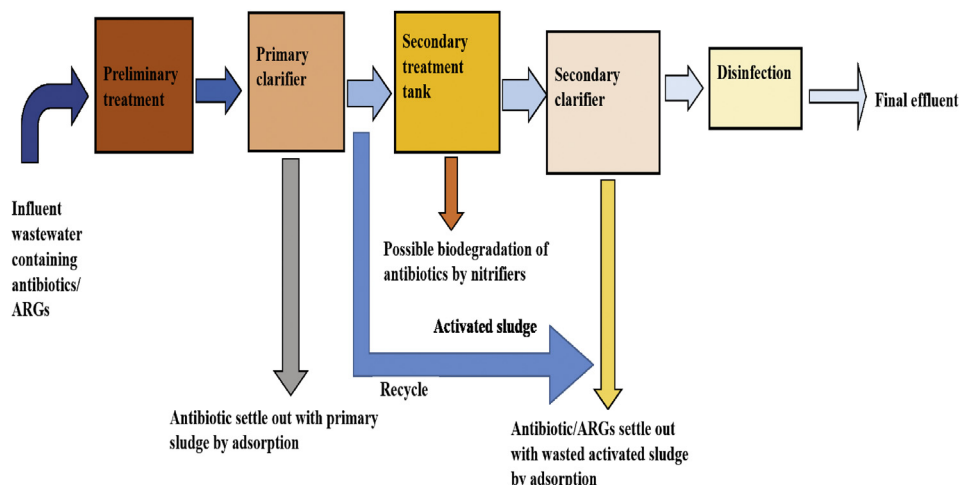 Preliminary
treatment
Primary
clarifier
Secondary
treatment
tank
Secondary
clarifier
Disinfection
Final effluent
Influent
wastewater
containing
antibiotics/
ARGs
Possible biodegradation of
antibiotics by nitrifiers
Activated sludge
Recycle
Antibiotic settle out with primary
sludge by adsorption
Antibiotic/ARGs settle out
with wasted activated sludge
by adsorption